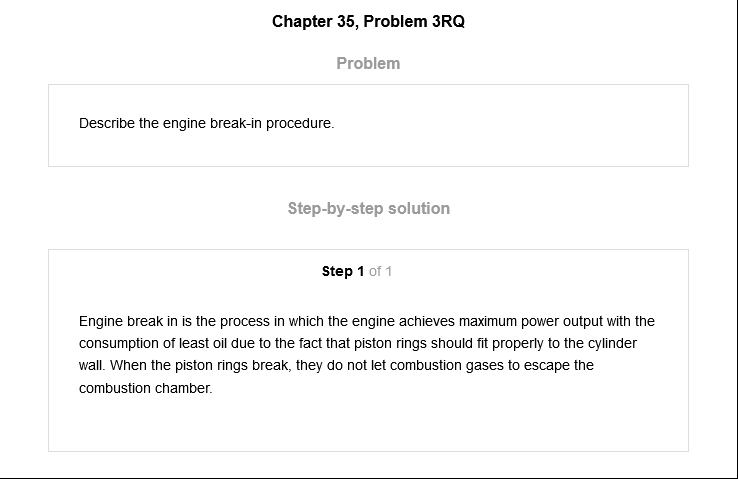 Chapter 35, Problem 3RQ
Problem
Describe the engine break-in procedure.
Step-by-step solution
Step 1 of 1
Engine break in is the process in which the engine achieves maximum power output with the
consumption of least oil due to the fact that piston rings should fit properly to the cylinder
wall. When the piston rings break, they do not let combustion gases to escape the
combustion chamber.